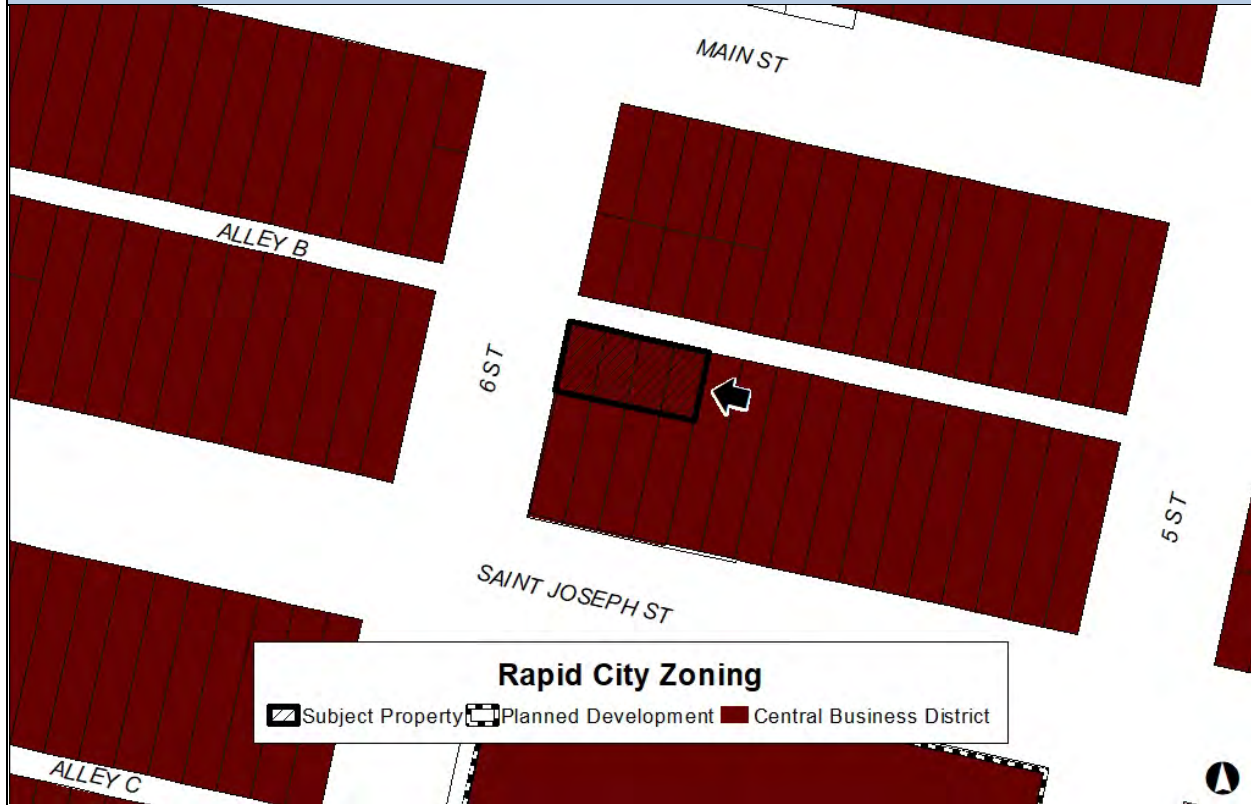 MAIN ST
ALLEY B
6 ST
5 ST
SAINT JOSEPH ST
Rapid City Zoning
Subject Property Planned Development Central Business District
ALLEY C